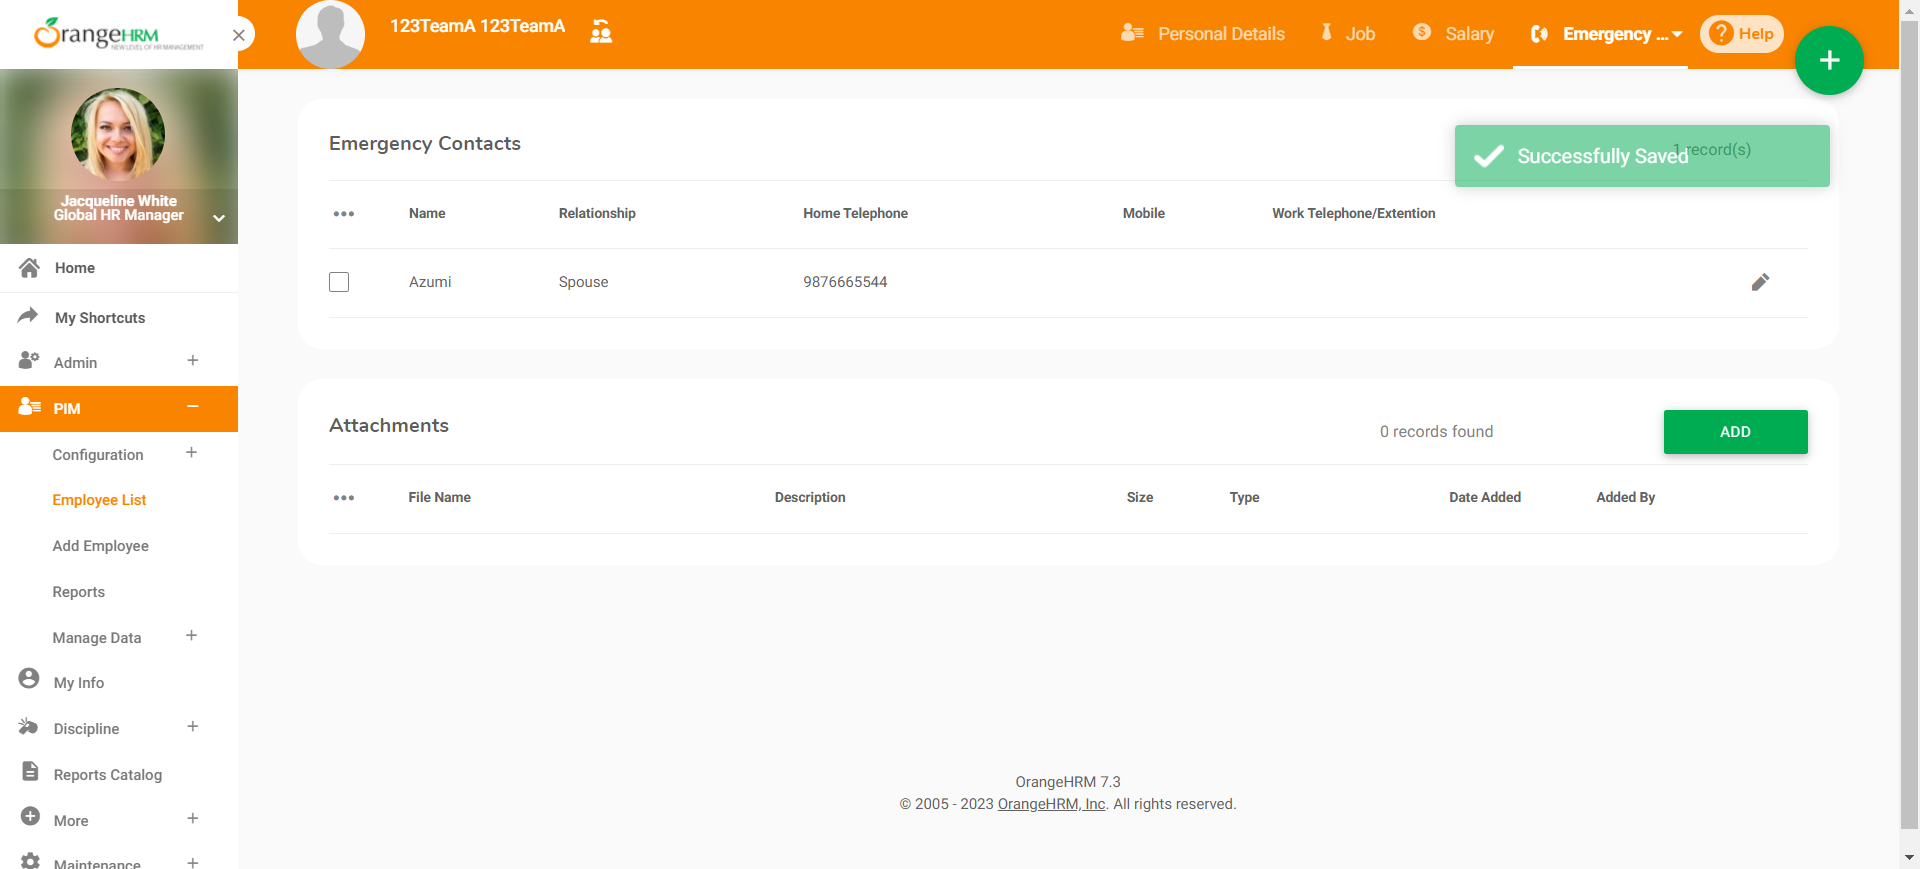 OrangeHRM
NEW LEVEL OF HR MANAGEMENT
123TeamA 123TeamA
Personal Details
Job
Salary
Emergency ...
Help
Jacqueline White
Global HR Manager
Home
My Shortcuts
Admin
PIM
Configuration
Employee List
Add Employee
Reports
Manage Data
My Info
Discipline
Reports Catalog
More
Maintenance
Emergency Contacts
1 record(s)
Successfully Saved
Name Relationship Home Telephone Mobile Work Telephone/Extention
Azumi Spouse 9876665544
Attachments
0 records found
ADD
File Name Description Size Type Date Added Added By
OrangeHRM 7.3
© 2005 - 2023 OrangeHRM, Inc. All rights reserved.